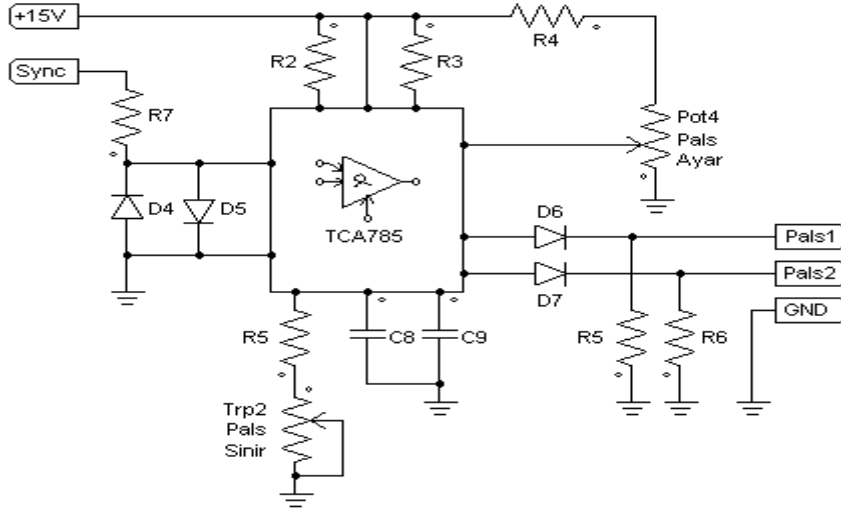 +15V
R2
R3
R4
Sync
R7
Pot4
Pals
Ayar
D4
D5
TCA785
D6
Pals1
D7
Pals2
GND
R5
C8
C9
R5
R6
Trp2
Pals
Sinir